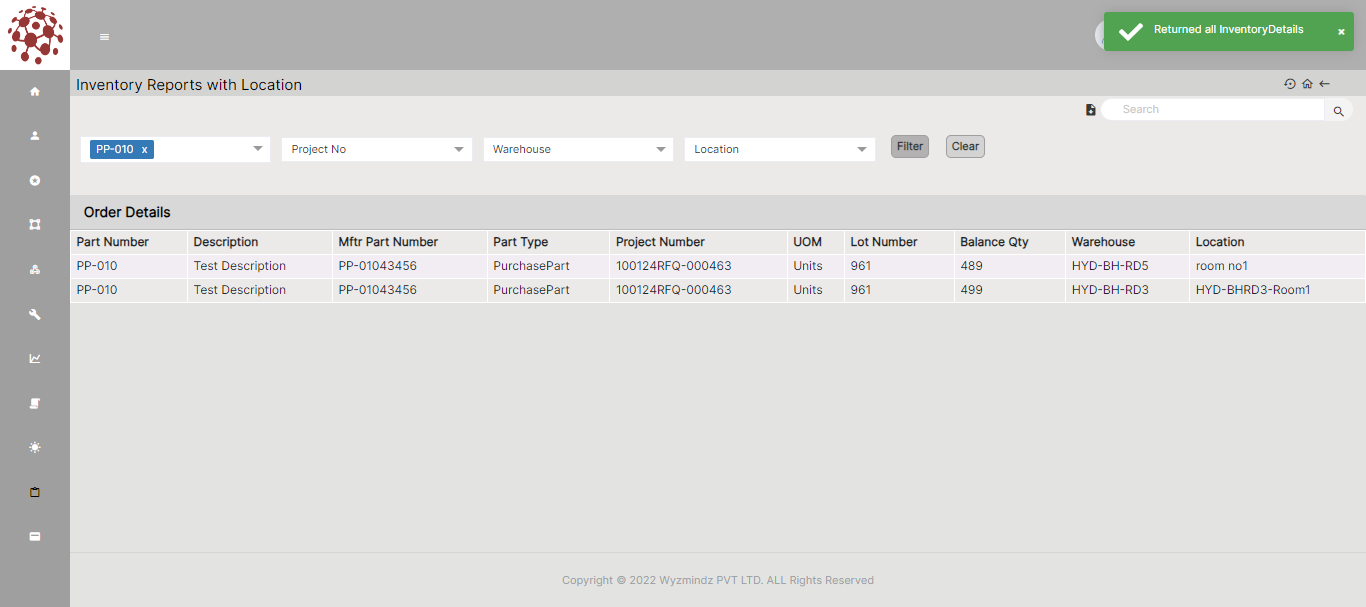 Returned all InventoryDetails ×
Inventory Reports with Location
Search
PP-010 x Project No Warehouse Location Filter Clear
Order Details
Part Number Description Mftr Part Number Part Type Project Number UOM Lot Number Balance Qty Warehouse Location
PP-010 Test Description PP-01043456 PurchasePart 100124RFQ-000463 Units 961 489 HYD-BH-RD5 room no1
PP-010 Test Description PP-01043456 PurchasePart 100124RFQ-000463 Units 961 499 HYD-BH-RD3 HYD-BHRD3-Room1
Copyright © 2022 Wyzmindz PVT LTD. ALL Rights Reserved